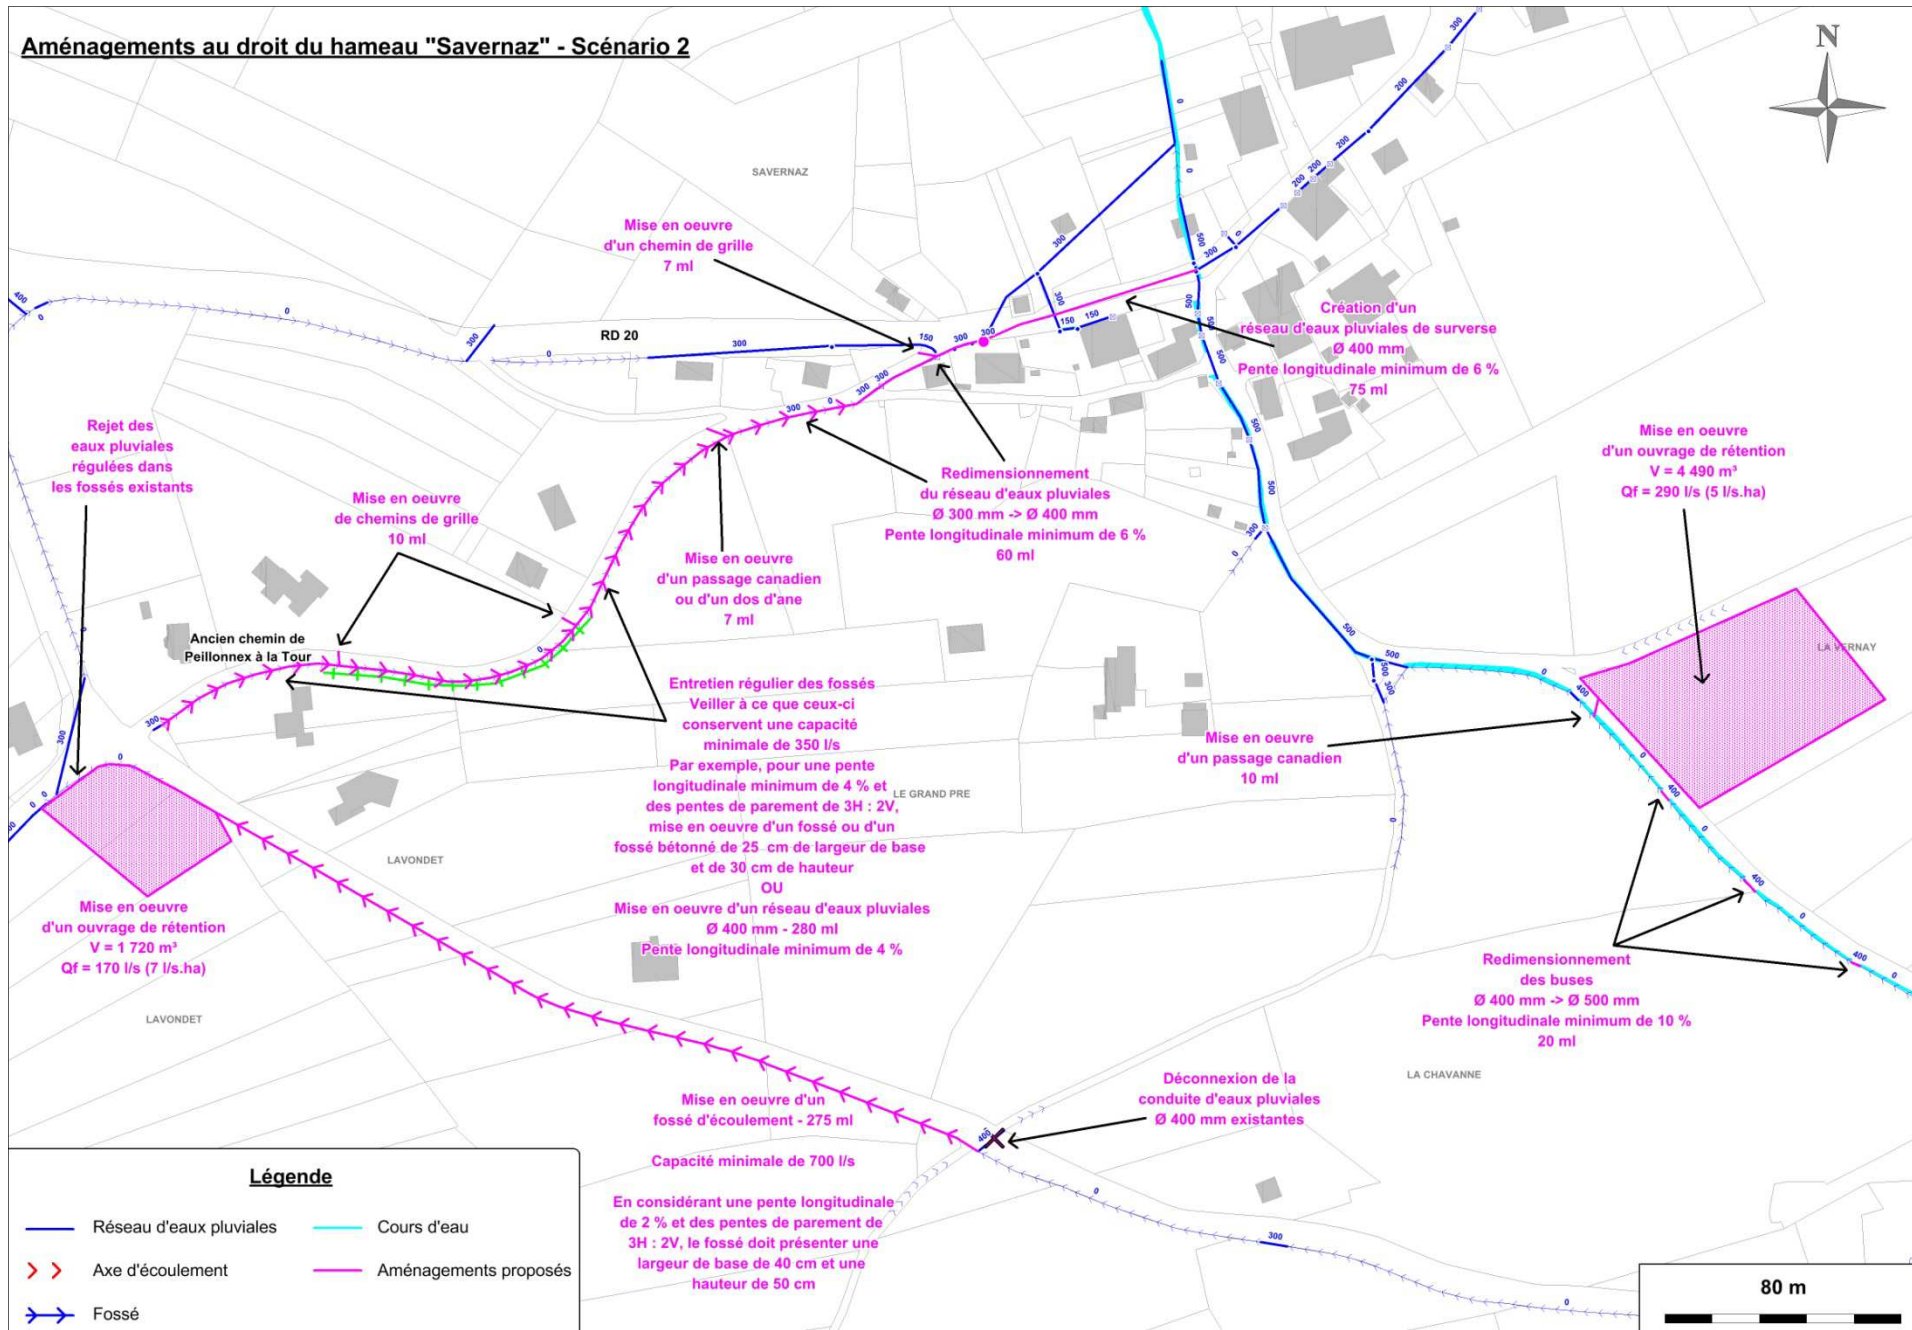 Aménagements au droit du hameau "Savernaz" - Scénario 2
N
SAVERNAZ
Mise en oeuvre
d'un chemin de grille
7 ml
RD 20
Création d'un
réseau d'eaux pluviales de surverse
Ø 400 mm
Pente longitudinale minimum de 6 %
75 ml
Rejet des
eaux pluviales
régulées dans
les fossés existants
Mise en oeuvre
de chemins de grille
10 ml
Redimensionnement
du réseau d'eaux pluviales
Ø 300 mm -> Ø 400 mm
Pente longitudinale minimum de 6 %
60 ml
Mise en oeuvre
d'un ouvrage de rétention
V = 4 490 m³
Qf = 290 l/s (5 l/s.ha)
Mise en oeuvre
d'un passage canadien
ou d'un dos d'ane
7 ml
Ancien chemin de
Peillonnex à la Tour
LA VERNAY
Entretien régulier des fossés
Veiller à ce que ceux-ci
conservent une capacité
minimale de 350 l/s
Par exemple, pour une pente
longitudinale minimum de 4 % et
des pentes de parement de 3H : 2V,
mise en oeuvre d'un fossé ou d'un
fossé bétonné de 25 cm de largeur de base
et de 30 cm de hauteur
OU
Mise en oeuvre d'un réseau d'eaux pluviales
Ø 400 mm - 280 ml
Pente longitudinale minimum de 4 %
Mise en oeuvre
d'un passage canadien
10 ml
LE GRAND PRE
LAVONDET
Mise en oeuvre
d'un ouvrage de rétention
V = 1 720 m³
Qf = 170 l/s (7 l/s.ha)
LAVONDET
Redimensionnement
des buses
Ø 400 mm -> Ø 500 mm
Pente longitudinale minimum de 10 %
20 ml
LA CHAVANNE
Déconnexion de la
conduite d'eaux pluviales
Ø 400 mm existantes
Mise en oeuvre d'un
fossé d'écoulement - 275 ml
Capacité minimale de 700 l/s
En considérant une pente longitudinale
de 2 % et des pentes de parement de
3H : 2V, le fossé doit présenter une
largeur de base de 40 cm et une
hauteur de 50 cm
Légende
Réseau d'eaux pluviales
Cours d'eau
Axe d'écoulement
Aménagements proposés
Fossé
80 m